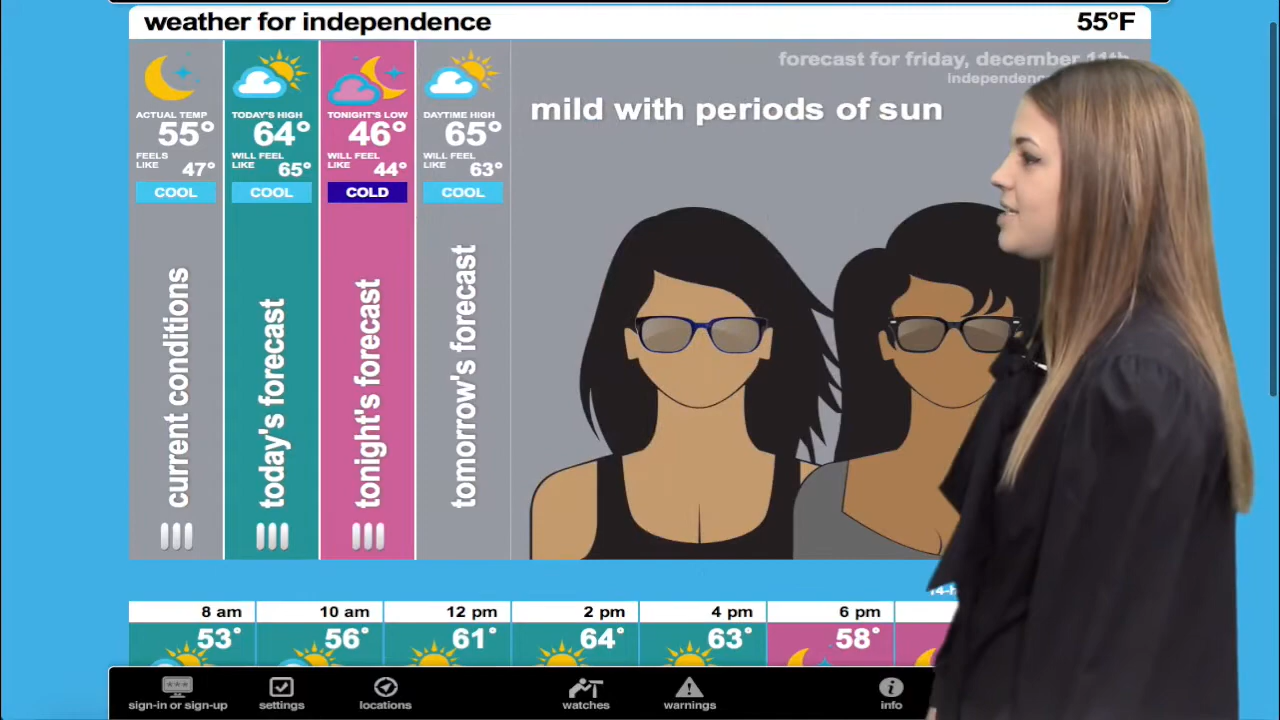 weather for independence
55°F
ACTUAL TEMP
55°
FEELS LIKE
47°
COOL
current conditions
TODAY'S HIGH
64°
WILL FEEL LIKE
65°
COOL
today's forecast
TONIGHT'S LOW
46°
WILL FEEL LIKE
44°
COLD
tonight's forecast
DAYTIME HIGH
65°
WILL FEEL LIKE
63°
COOL
tomorrow's forecast
forecast for friday, december 11th
independence
mild with periods of sun
8 am
10 am
12 pm
2 pm
4 pm
6 pm
53°
56°
61°
64°
63°
58°
sign-in or sign-up
settings
locations
watches
warnings
info